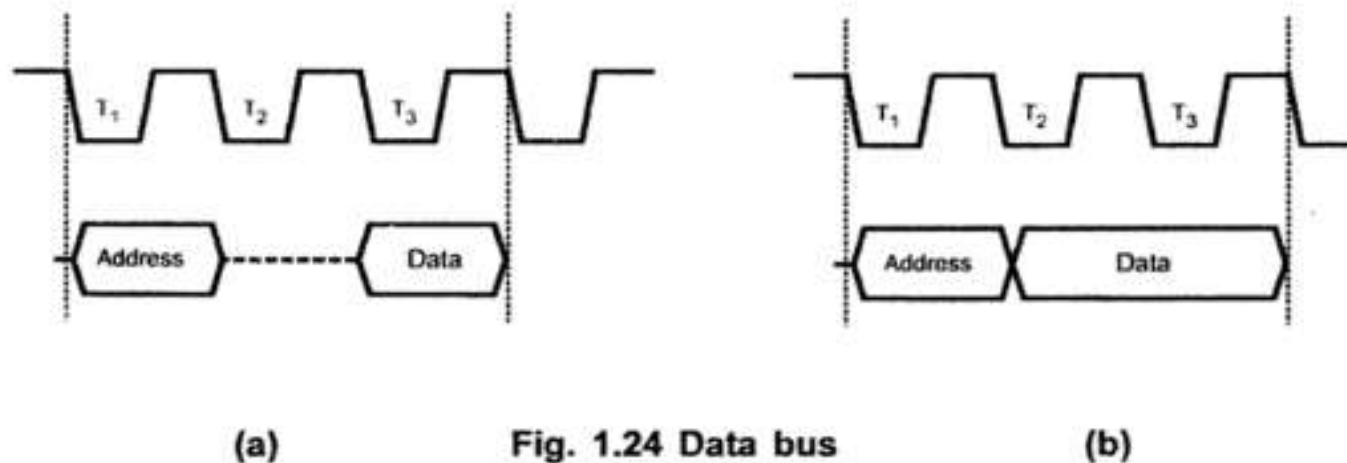 T₁ T₂ T₃
T₁ T₂ T₃
Address Data
Address Data
(a) Fig. 1.24 Data bus (b)